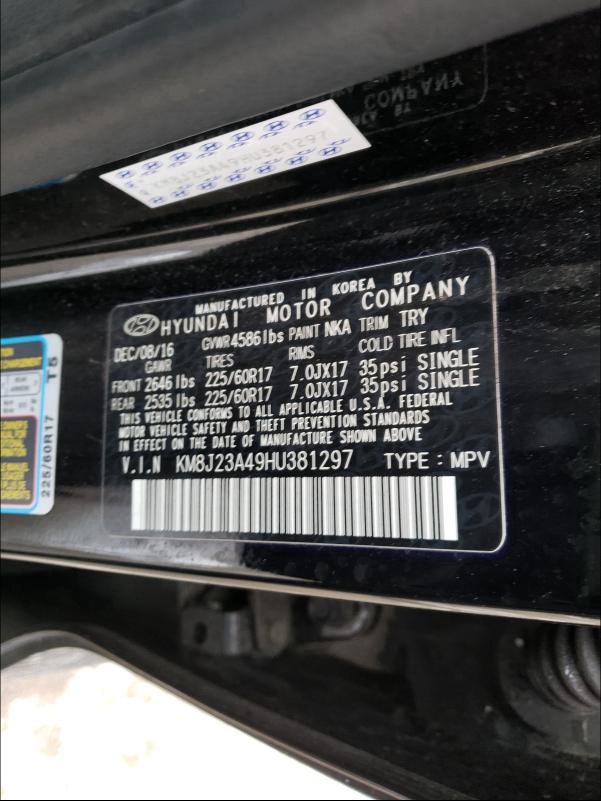 COMPANY
KM8J23A49HU381297
MANUFACTURED IN KOREA BY
HYUNDAI MOTOR COMPANY
DEC/08/16 GVWR4586lbs PAINT NKA TRIM TRY
GAWR TIRES RIMS COLD TIRE INFL
FRONT 2646 lbs 225/60R17 7.0JX17 35psi SINGLE
REAR 2535 lbs 225/60R17 7.0JX17 35psi SINGLE
THIS VEHICLE CONFORMS TO ALL APPLICABLE U.S.A. FEDERAL
MOTOR VEHICLE SAFETY AND THEFT PREVENTION STANDARDS
IN EFFECT ON THE DATE OF MANUFACTURE SHOWN ABOVE
V.I.N KM8J23A49HU381297 TYPE : MPV
225/60R17 T5